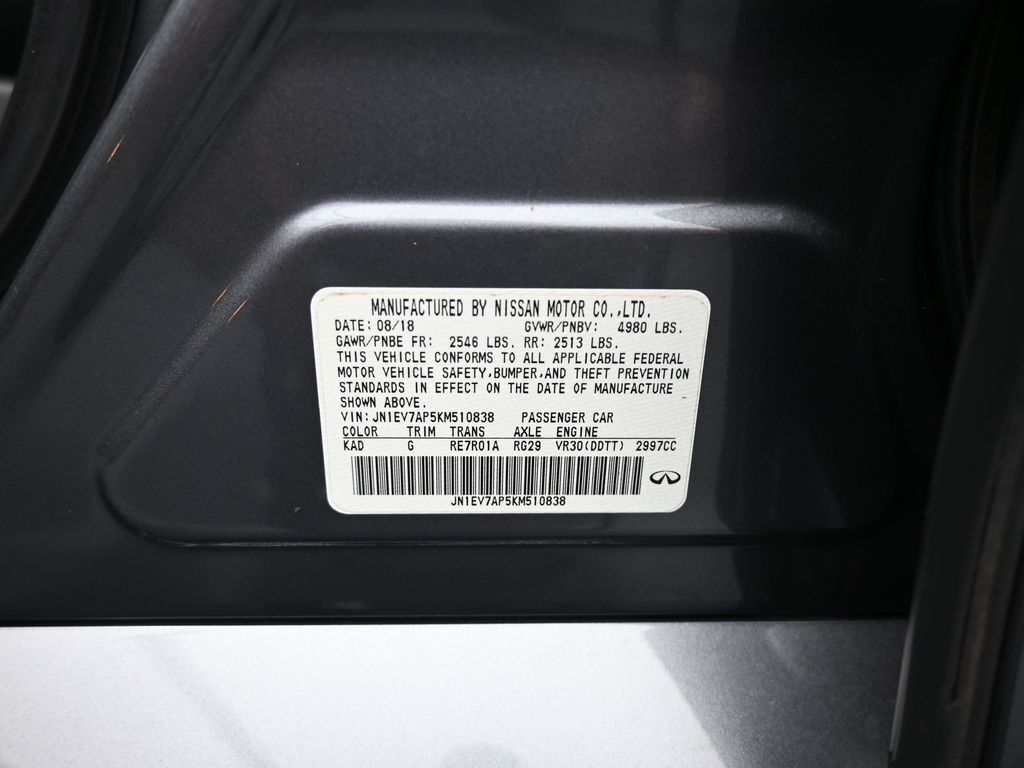 MANUFACTURED BY NISSAN MOTOR CO.,LTD.
DATE: 08/18 GVWR/PNBV: 4980 LBS.
GAWR/PNBE FR: 2546 LBS. RR: 2513 LBS.
THIS VEHICLE CONFORMS TO ALL APPLICABLE FEDERAL
MOTOR VEHICLE SAFETY,BUMPER,AND THEFT PREVENTION
STANDARDS IN EFFECT ON THE DATE OF MANUFACTURE
SHOWN ABOVE.
VIN: JN1EV7AP5KM510838 PASSENGER CAR
COLOR TRIM TRANS AXLE ENGINE
KAD G RE7R01A RG29 VR30(DDTT) 2997CC
JN1EV7AP5KM510838